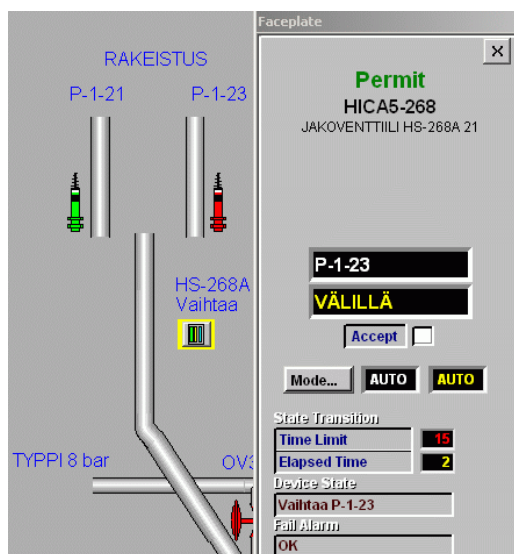 Faceplate
RAKEISTUS
P-1-21 P-1-23
HS-268A
Vaihtaa
TYPPI 8 bar
OV3
Permit
HICA5-268
JAKOVENTTIILI HS-268A 21
P-1-23
VÄLILLÄ
Accept
Mode... AUTO AUTO
State Transition
Time Limit 15
Elapsed Time 2
Device State
Vaihtaa P-1-23
Fail Alarm
OK